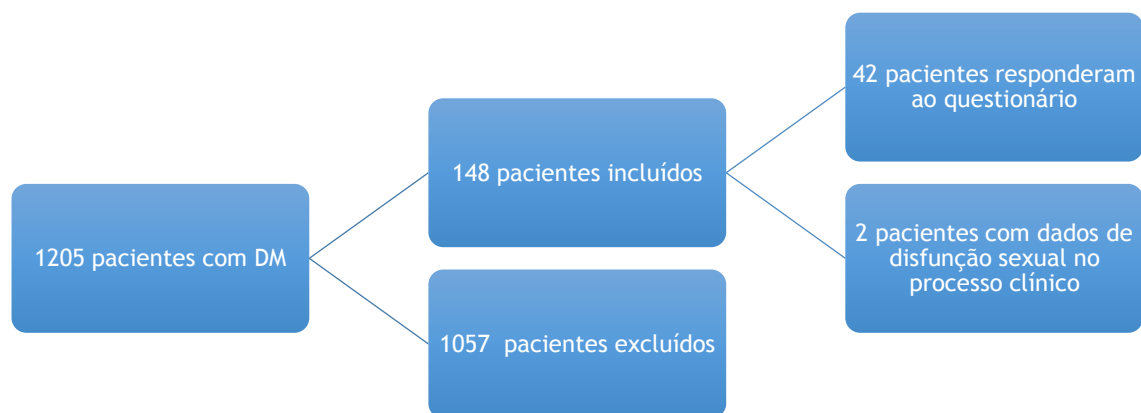 42 pacientes responderam
ao questionário
148 pacientes incluídos
1205 pacientes com DM
2 pacientes com dados de
disfunção sexual no
processo clínico
1057 pacientes excluídos